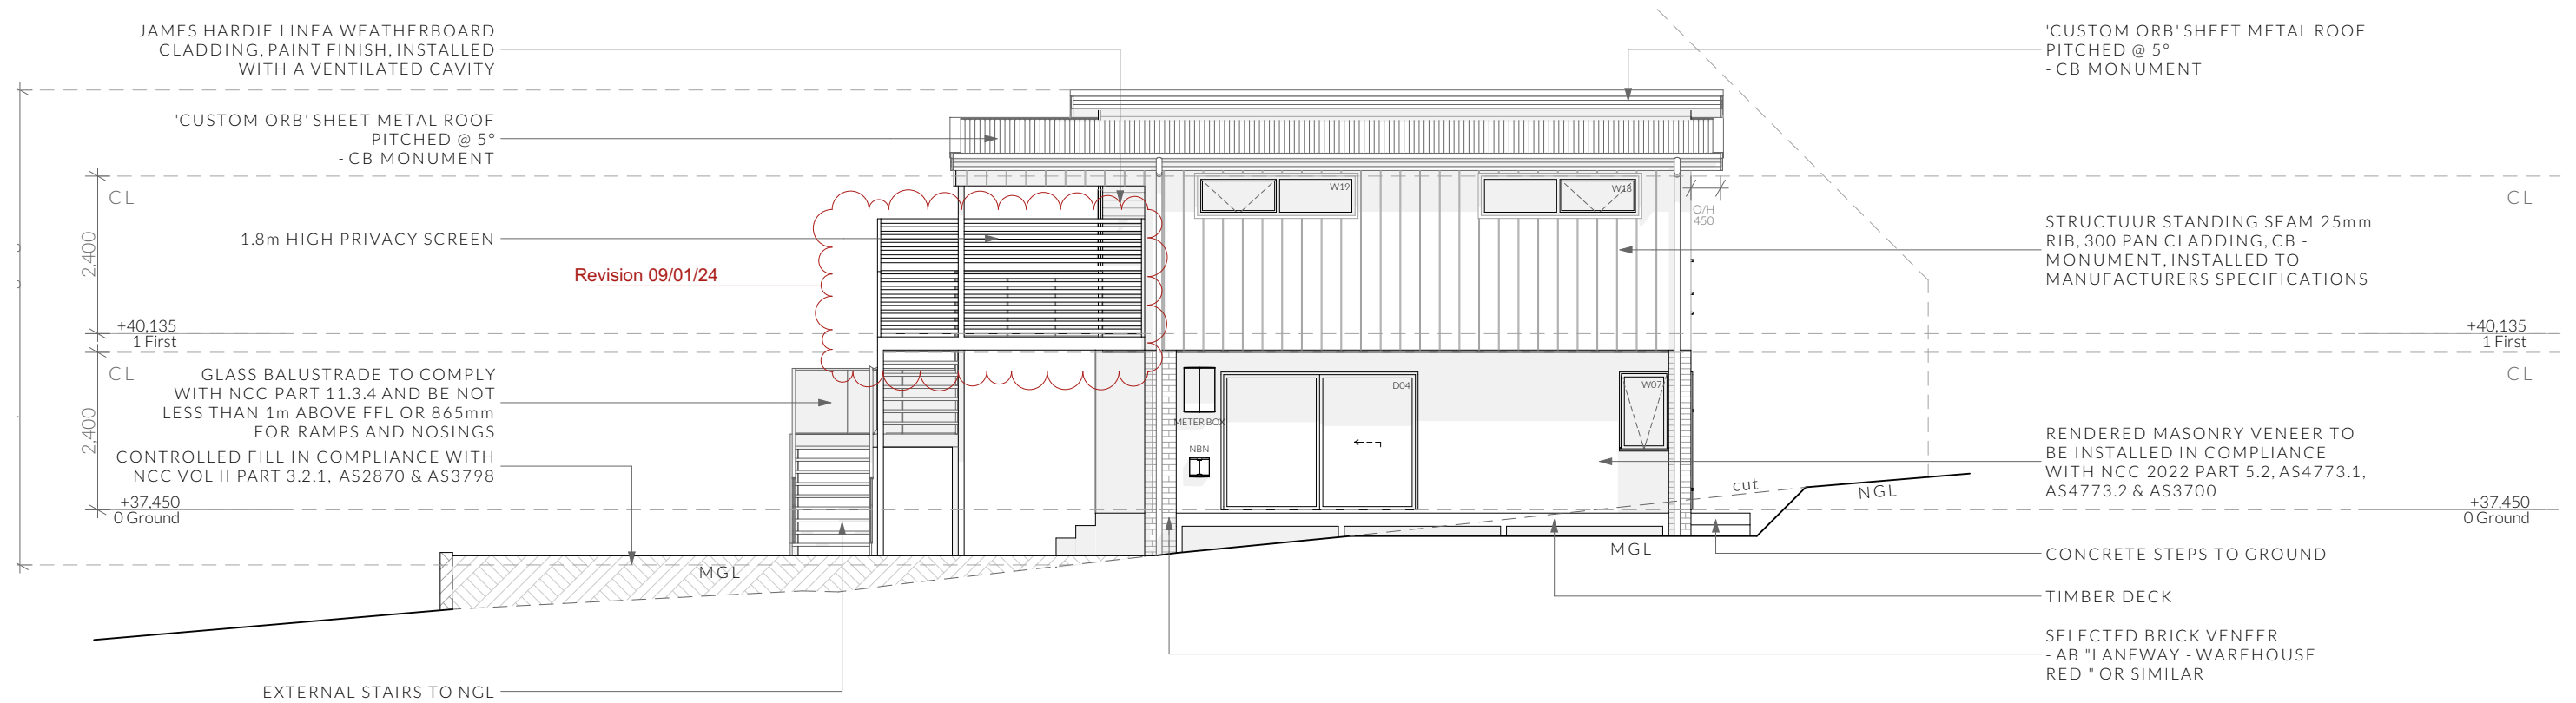 JAMES HARDIE LINEA WEATHERBOARD
CLADDING, PAINT FINISH, INSTALLED
WITH A VENTILATED CAVITY
'CUSTOM ORB' SHEET METAL ROOF
PITCHED @ 5°
- CB MONUMENT
1.8m HIGH PRIVACY SCREEN
Revision 09/01/24
GLASS BALUSTRADE TO COMPLY
WITH NCC PART 11.3.4 AND BE NOT
LESS THAN 1m ABOVE FFL OR 865mm
FOR RAMPS AND NOSINGS
CONTROLLED FILL IN COMPLIANCE WITH
NCC VOL II PART 3.2.1, AS2870 & AS3798
EXTERNAL STAIRS TO NGL
CL
2,400
+40,135
1 First
CL
2,400
+37,450
0 Ground
W19
W18
O/H
450
METER BOX
NBN
D04
W07
MGL
MGL
cut
NGL
'CUSTOM ORB' SHEET METAL ROOF
PITCHED @ 5°
- CB MONUMENT
CL
STRUCTUUR STANDING SEAM 25mm
RIB, 300 PAN CLADDING, CB -
MONUMENT, INSTALLED TO
MANUFACTURERS SPECIFICATIONS
+40,135
1 First
CL
RENDERED MASONRY VENEER TO
BE INSTALLED IN COMPLIANCE
WITH NCC 2022 PART 5.2, AS4773.1,
AS4773.2 & AS3700
+37,450
0 Ground
CONCRETE STEPS TO GROUND
TIMBER DECK
SELECTED BRICK VENEER
- AB "LANEWAY - WAREHOUSE
RED " OR SIMILAR